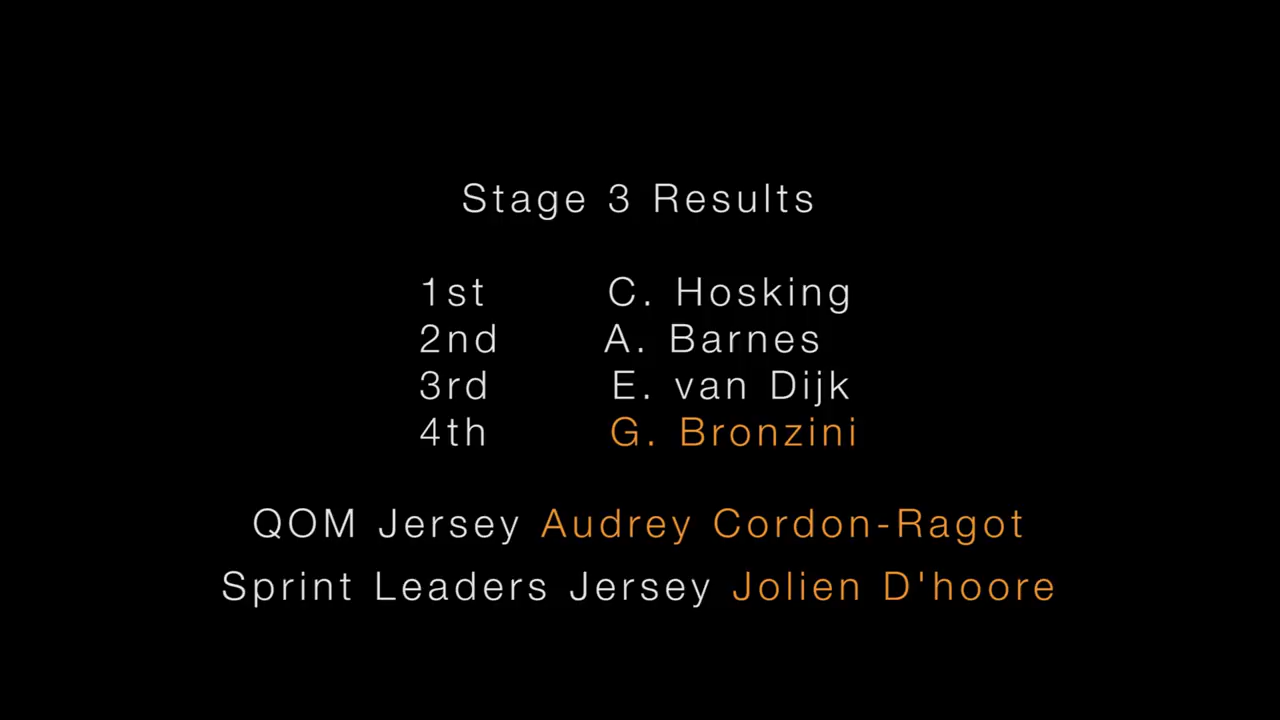 Stage 3 Results
1st C. Hosking
2nd A. Barnes
3rd E. van Dijk
4th G. Bronzini
QOM Jersey Audrey Cordon-Ragot
Sprint Leaders Jersey Jolien D'hoore